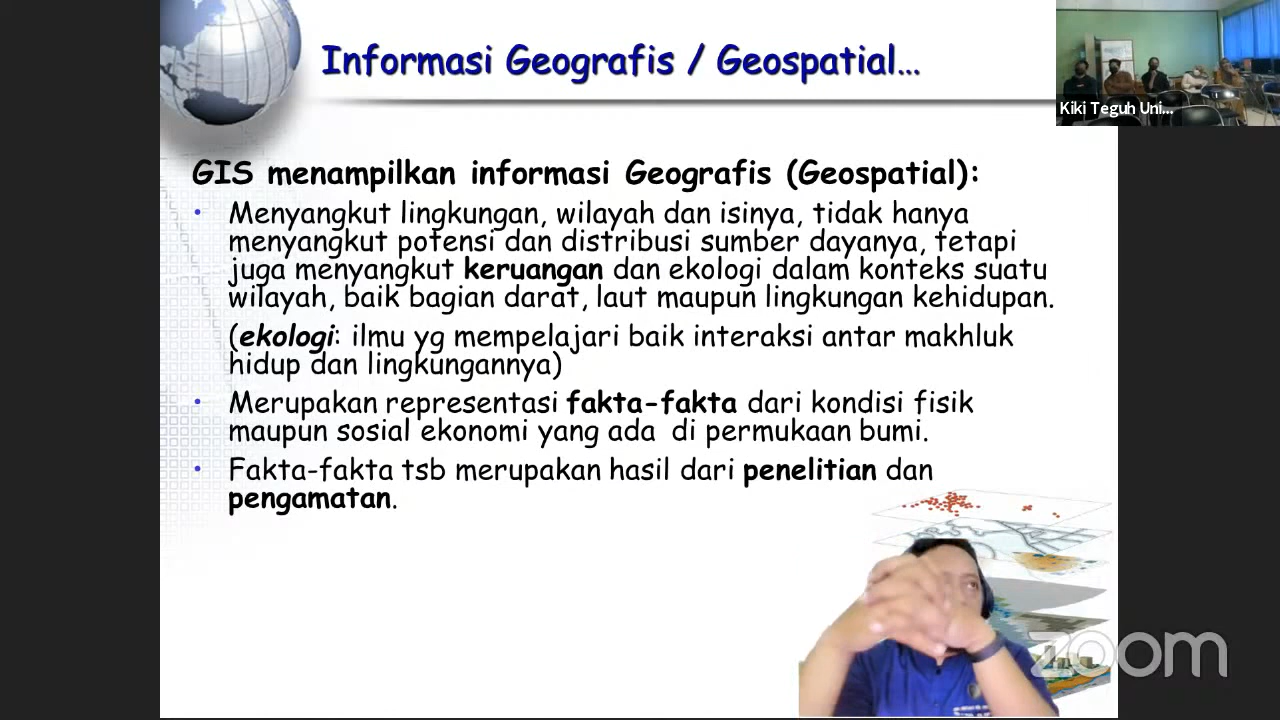 Informasi Geografis / Geospatial...
Kiki Teguh Uni...
GIS menampilkan informasi Geografis (Geospatial):
• Menyangkut lingkungan, wilayah dan isinya, tidak hanya
menyangkut potensi dan distribusi sumber dayanya, tetapi
juga menyangkut keruangan dan ekologi dalam konteks suatu
wilayah, baik bagian darat, laut maupun lingkungan kehidupan.
(ekologi: ilmu yg mempelajari baik interaksi antar makhluk
hidup dan lingkungannya)
• Merupakan representasi fakta-fakta dari kondisi fisik
maupun sosial ekonomi yang ada di permukaan bumi.
• Fakta-fakta tsb merupakan hasil dari penelitian dan
pengamatan.
zoom